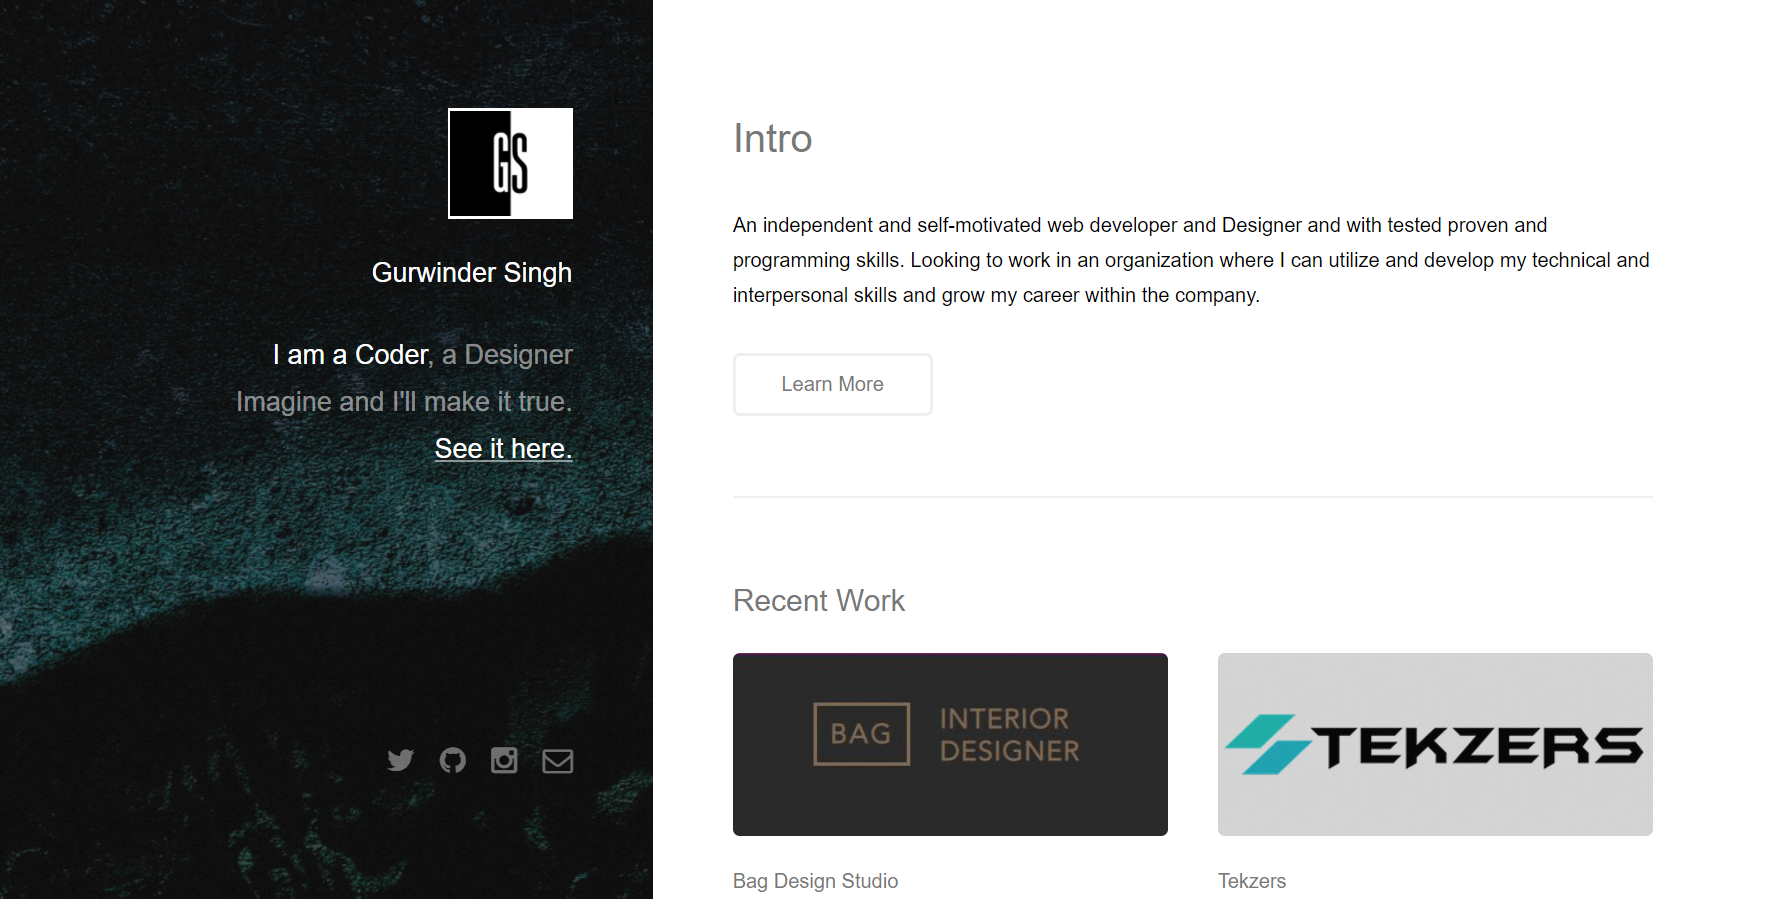 GS
Gurwinder Singh
I am a Coder, a Designer
Imagine and I'll make it true.
See it here.
Intro
An independent and self-motivated web developer and Designer and with tested proven and
programming skills. Looking to work in an organization where I can utilize and develop my technical and
interpersonal skills and grow my career within the company.
Learn More
Recent Work
BAG
INTERIOR
DESIGNER
TEKZERS
Bag Design Studio
Tekzers